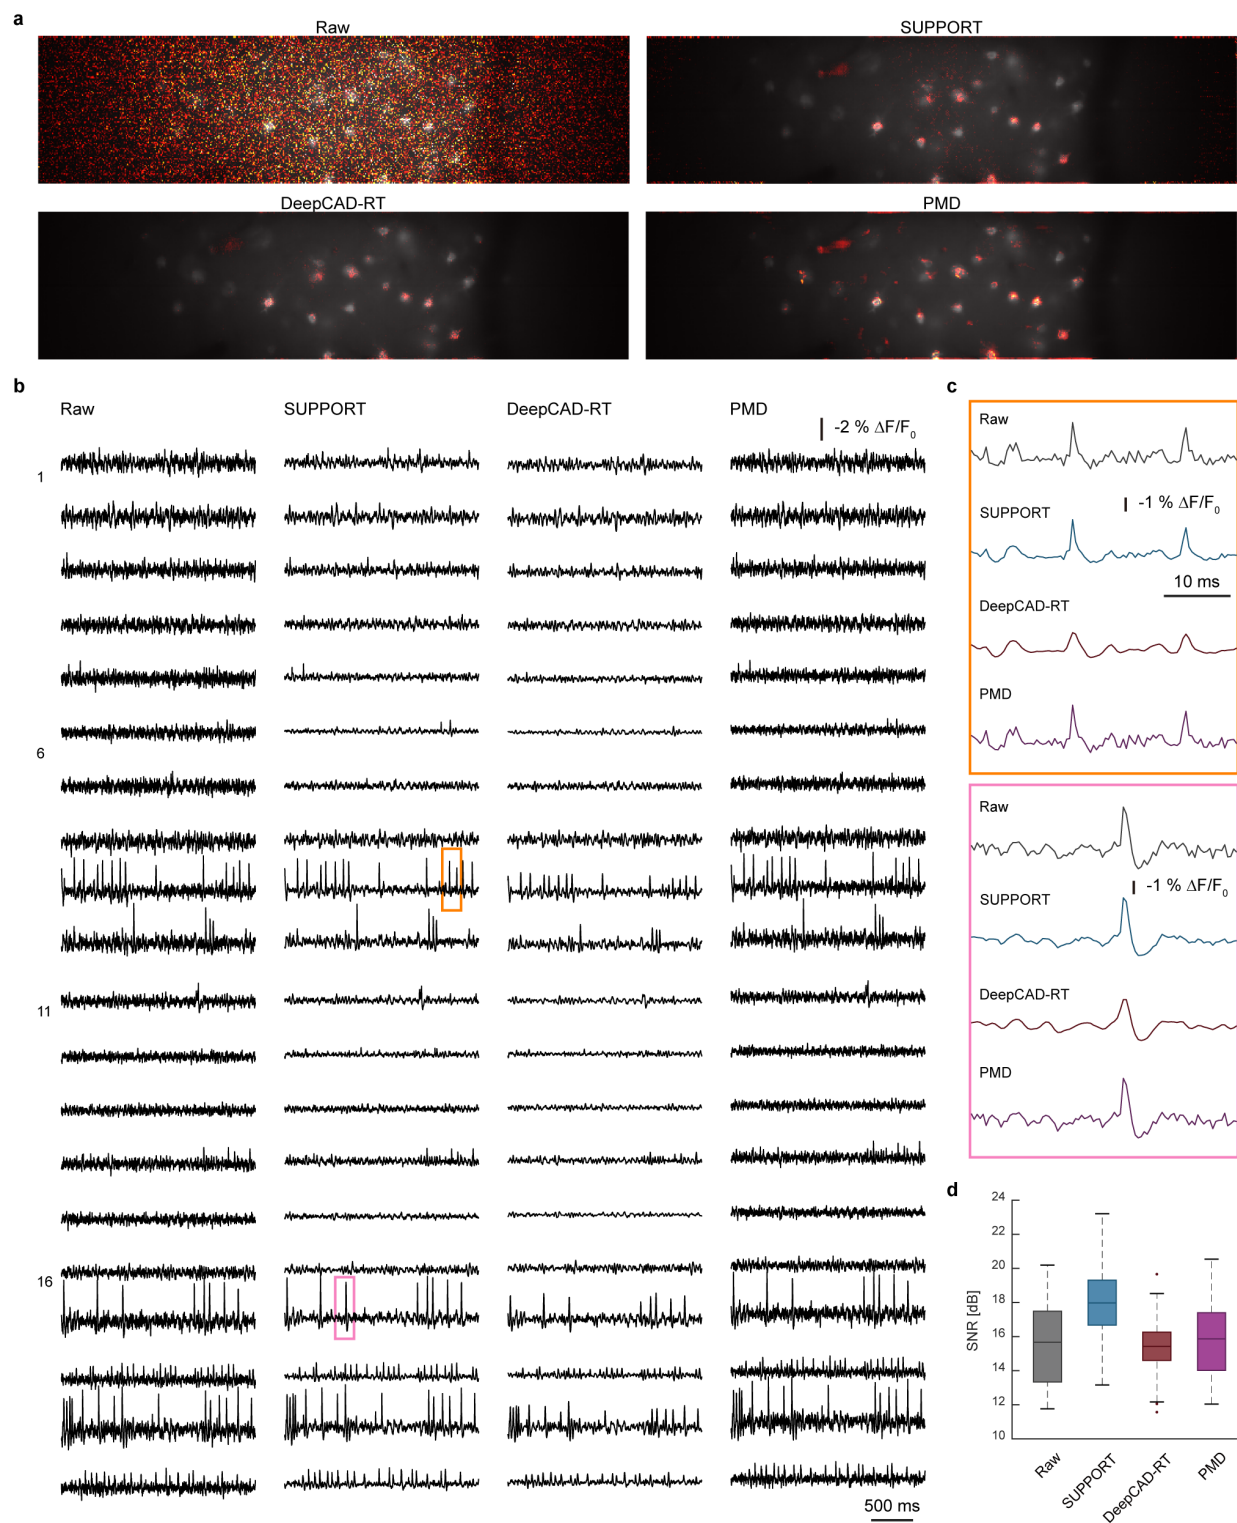 a
Raw
SUPPORT
DeepCAD-RT
PMD
b
Raw
SUPPORT
DeepCAD-RT
PMD
-2 % ΔF/F0
1
6
11
16
500 ms
c
Raw
SUPPORT
-1 % ΔF/F0
10 ms
DeepCAD-RT
PMD
Raw
SUPPORT
-1 % ΔF/F0
DeepCAD-RT
PMD
d
24
22
20
18
16
14
12
10
SNR [dB]
Raw
SUPPORT
DeepCAD-RT
PMD